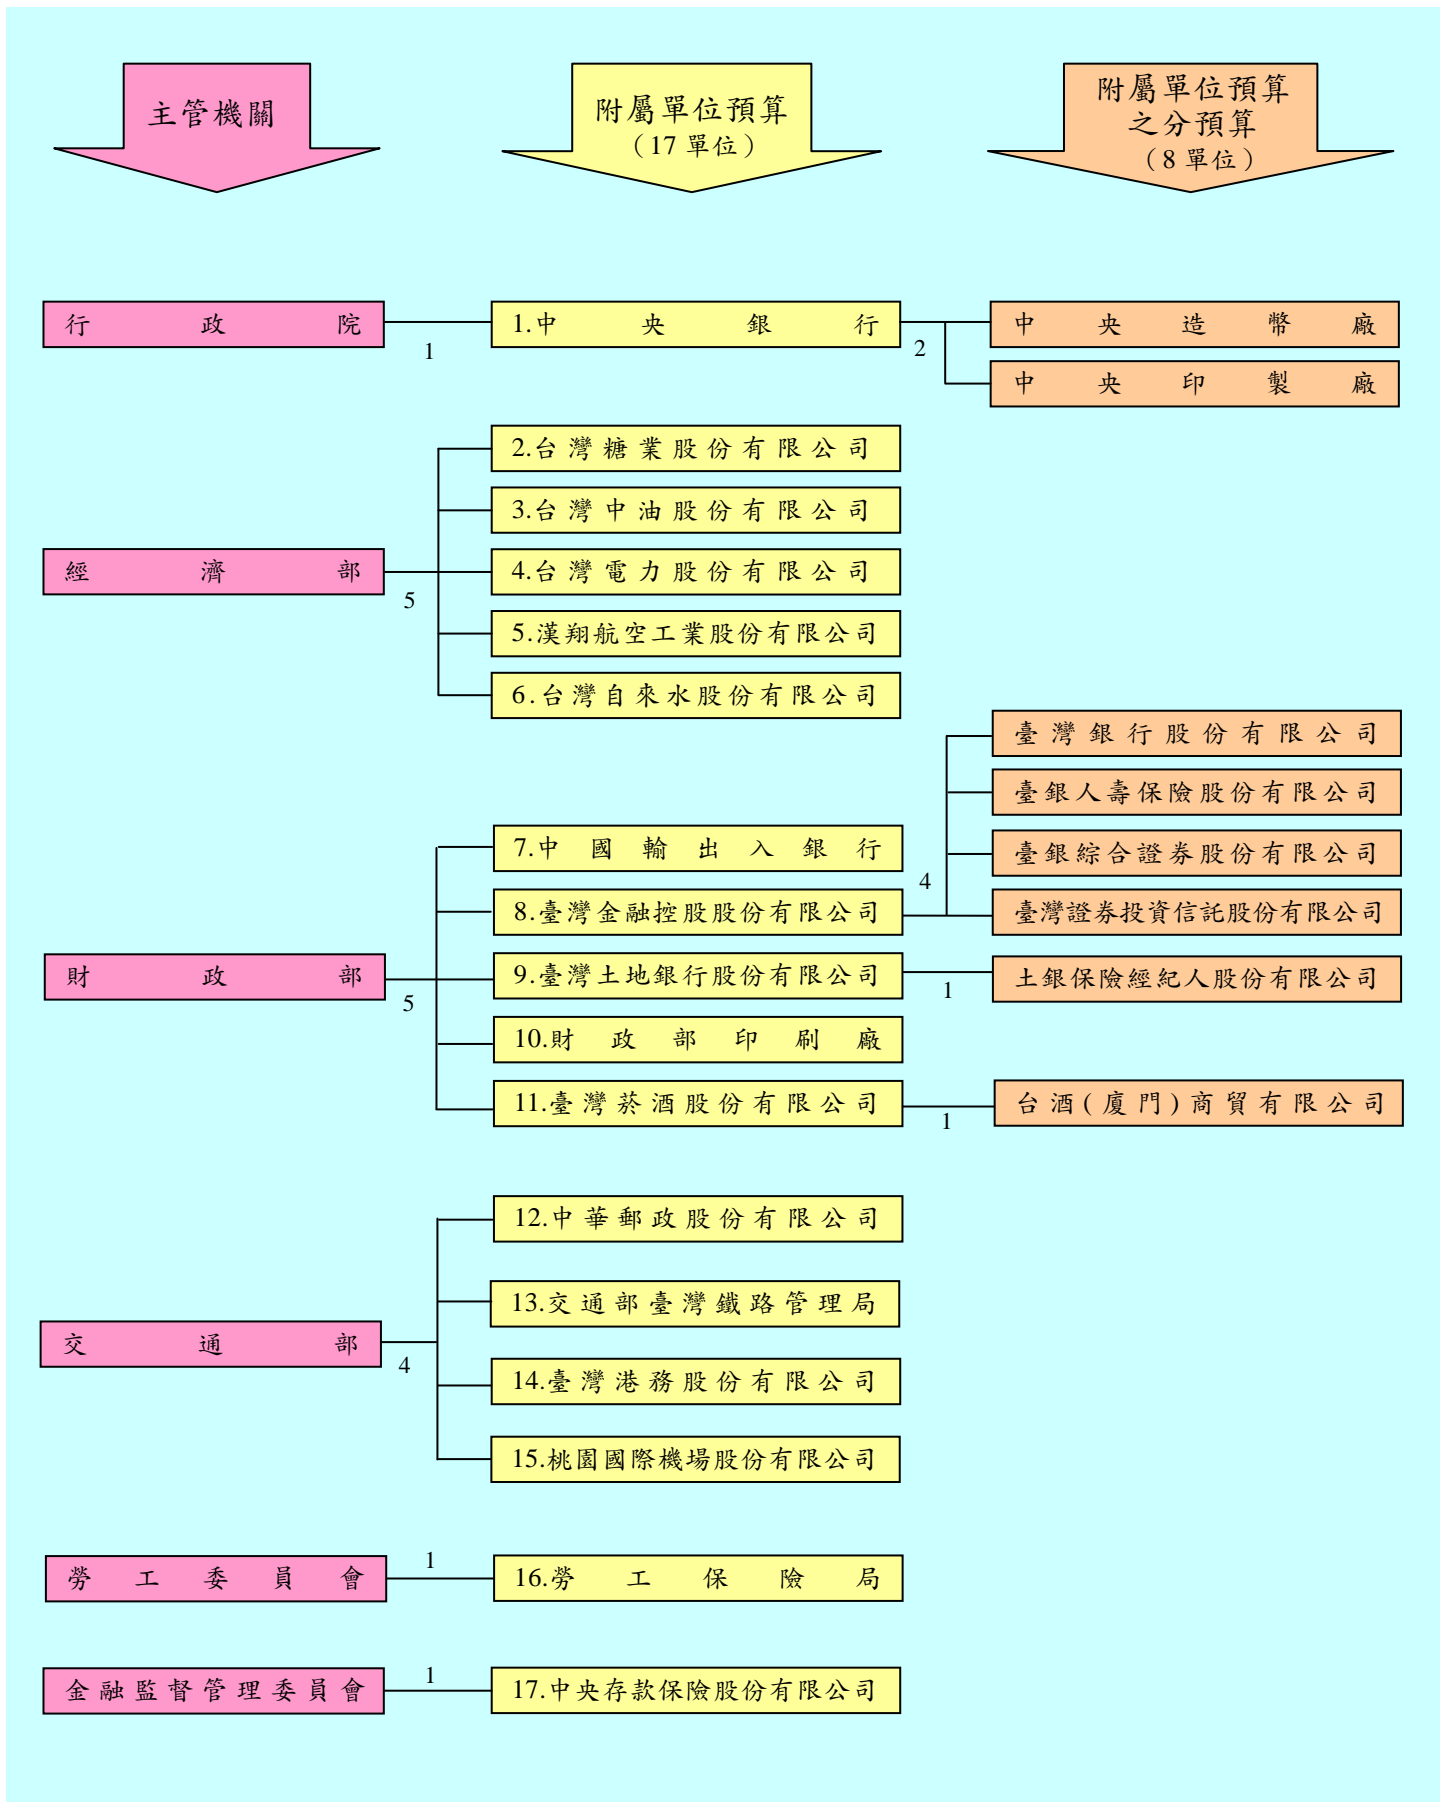 主管機關
附屬單位預算
（17 單位）
附屬單位預算
之分預算
（8 單位）
行政院
1
1.中央銀行
2
中央造幣廠
中央印製廠
經濟部
5
2.台灣糖業股份有限公司
3.台灣中油股份有限公司
4.台灣電力股份有限公司
5.漢翔航空工業股份有限公司
6.台灣自來水股份有限公司
財政部
5
7.中國輸出入銀行
8.臺灣金融控股股份有限公司
4
臺灣銀行股份有限公司
臺銀人壽保險股份有限公司
臺銀綜合證券股份有限公司
臺灣證券投資信託股份有限公司
9.臺灣土地銀行股份有限公司
1
土銀保險經紀人股份有限公司
10.財政部印刷廠
11.臺灣菸酒股份有限公司
1
台酒(廈門)商貿有限公司
交通部
4
12.中華郵政股份有限公司
13.交通部臺灣鐵路管理局
14.臺灣港務股份有限公司
15.桃園國際機場股份有限公司
勞工委員會
1
16.勞工保險局
金融監督管理委員會
1
17.中央存款保險股份有限公司